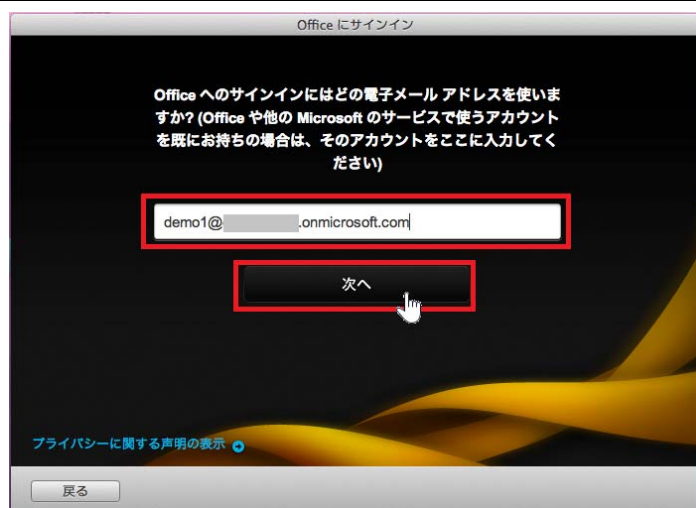 Office にサインイン
Office へのサインインにはどの電子メール アドレスを使いま
すか? (Office や他の Microsoft のサービスで使うアカウント
を既にお持ちの場合は、そのアカウントをここに入力してく
ださい)
demo1@ .onmicrosoft.com
次へ
プライバシーに関する声明の表示
戻る